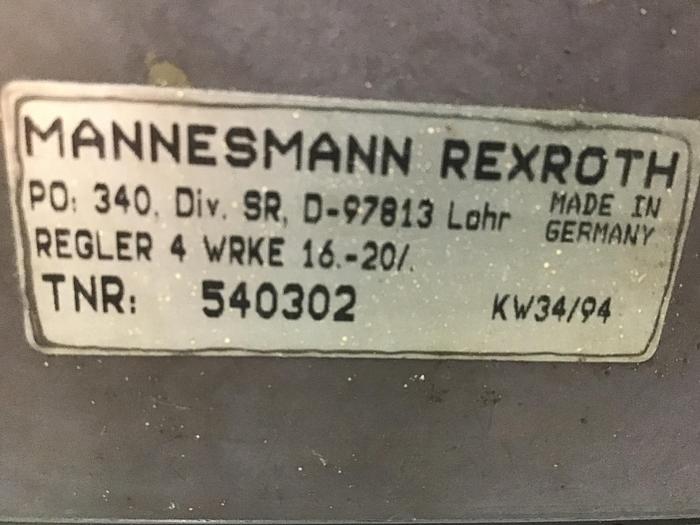 MANNESMANN REXROTH
PO: 340, Div. SR, D-97813 Lohr
MADE IN
GERMANY
REGLER 4 WRKE 16.-20/.
TNR: 540302
KW34/94